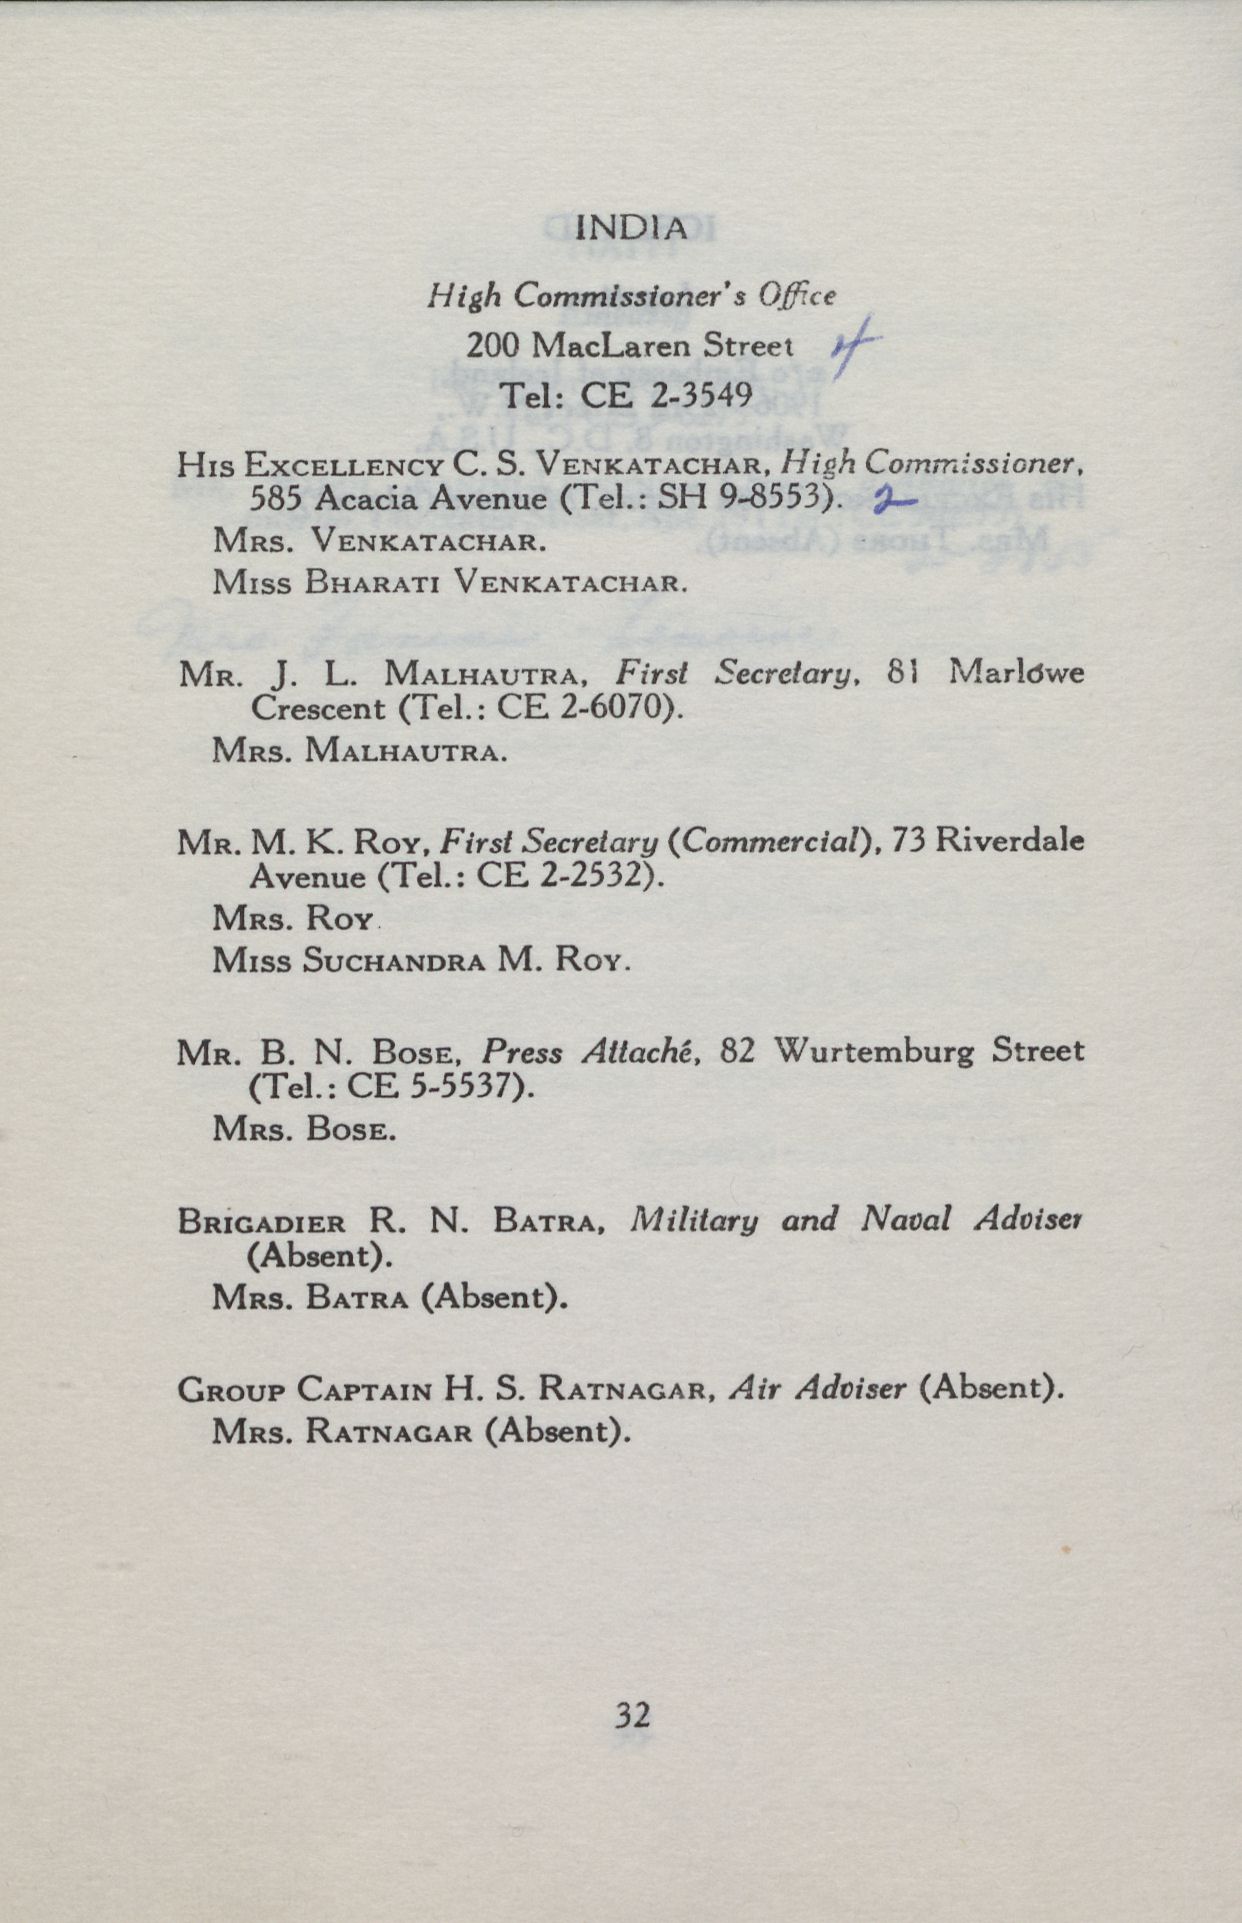 INDIA
High Commissioner's Office
200 MacLaren Street 4
Tel: CE 2-3549
HIS EXCELLENCY C. S. VENKATACHAR, High Commissioner,
585 Acacia Avenue (Tel.: SH 9-8553). 2
MRS. VENKATACHAR.
MISS BHARATI VENKATACHAR.
MR. J. L. MALHAUTRA, First Secretary, 81 Marlowe
Crescent (Tel.: CE 2-6070).
MRS. MALHAUTRA.
MR. M. K. ROY, First Secretary (Commercial), 73 Riverdale
Avenue (Tel.: CE 2-2532).
MRS. ROY.
MISS SUCHANDRA M. ROY.
MR. B. N. BOSE, Press Attaché, 82 Wurtemburg Street
(Tel.: CE 5-5537).
MRS. BOSE.
BRIGADIER R. N. BATRA, Military and Naval Adviser
(Absent).
MRS. BATRA (Absent).
GROUP CAPTAIN H. S. RATNAGAR, Air Adviser (Absent).
MRS. RATNAGAR (Absent).
32